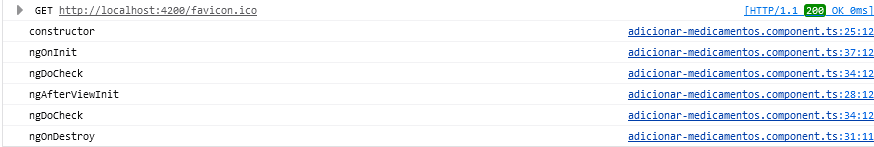 GET http://localhost:4200/favicon.ico [HTTP/1.1 200 OK 0ms]
constructor adicionar-medicamentos.component.ts:25:12
ngOnInit adicionar-medicamentos.component.ts:37:12
ngDoCheck adicionar-medicamentos.component.ts:34:12
ngAfterViewInit adicionar-medicamentos.component.ts:28:12
ngDoCheck adicionar-medicamentos.component.ts:34:12
ngOnDestroy adicionar-medicamentos.component.ts:31:11